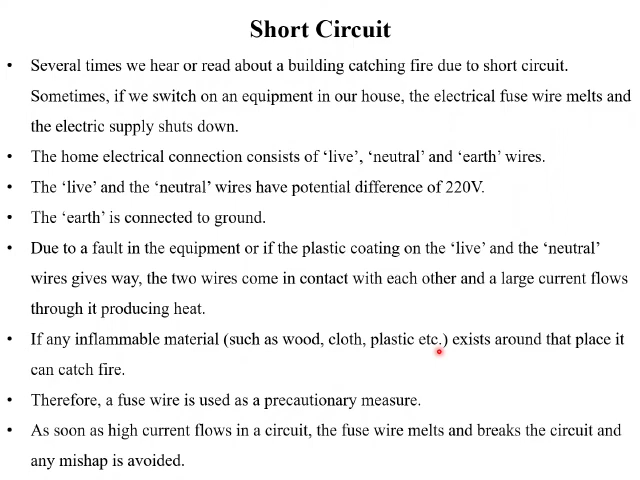 Short Circuit
• Several times we hear or read about a building catching fire due to short circuit.
Sometimes, if we switch on an equipment in our house, the electrical fuse wire melts and
the electric supply shuts down.
• The home electrical connection consists of ‘live’, ‘neutral’ and ‘earth’ wires.
• The ‘live’ and the ‘neutral’ wires have potential difference of 220V.
• The ‘earth’ is connected to ground.
• Due to a fault in the equipment or if the plastic coating on the ‘live’ and the ‘neutral’
wires gives way, the two wires come in contact with each other and a large current flows
through it producing heat.
• If any inflammable material (such as wood, cloth, plastic etc.) exists around that place it
can catch fire.
• Therefore, a fuse wire is used as a precautionary measure.
• As soon as high current flows in a circuit, the fuse wire melts and breaks the circuit and
any mishap is avoided.